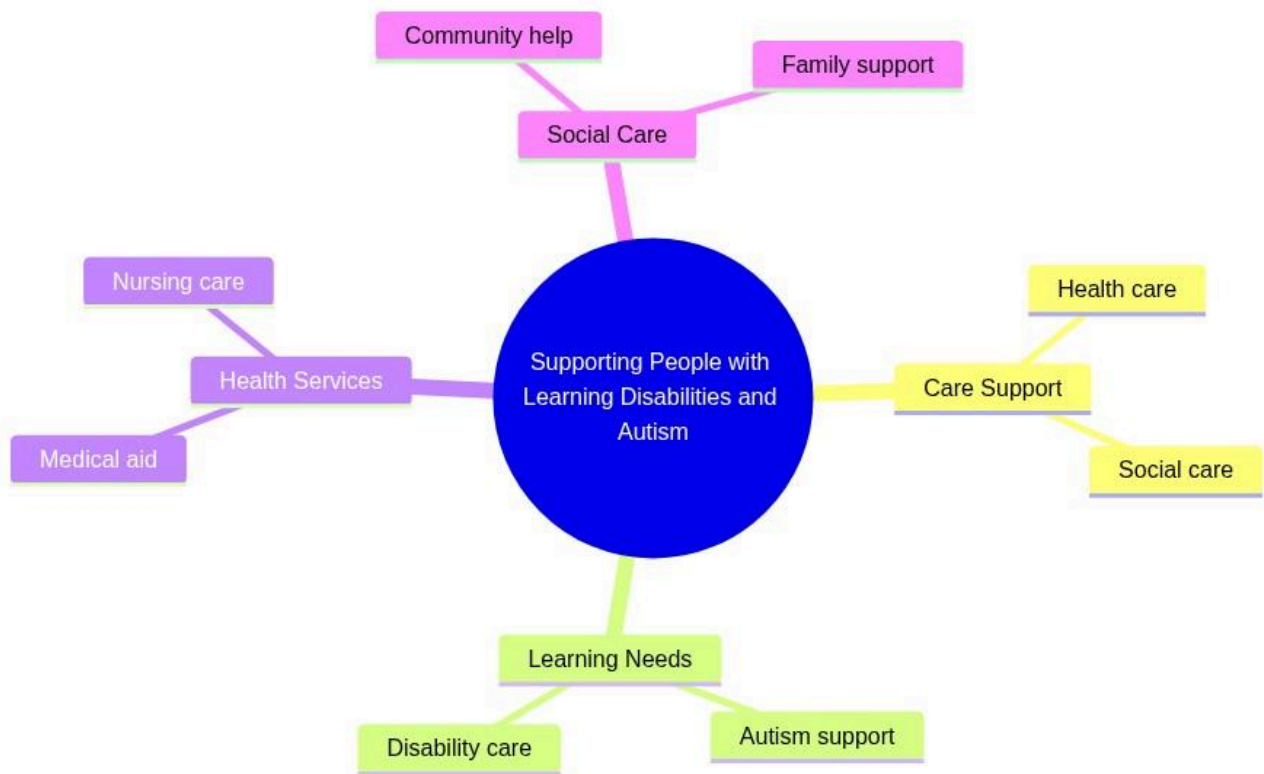 Community help
Family support
Social Care
Nursing care
Health care
Health Services
Supporting People with
Learning Disabilities and
Autism
Care Support
Medical aid
Social care
Learning Needs
Disability care
Autism support